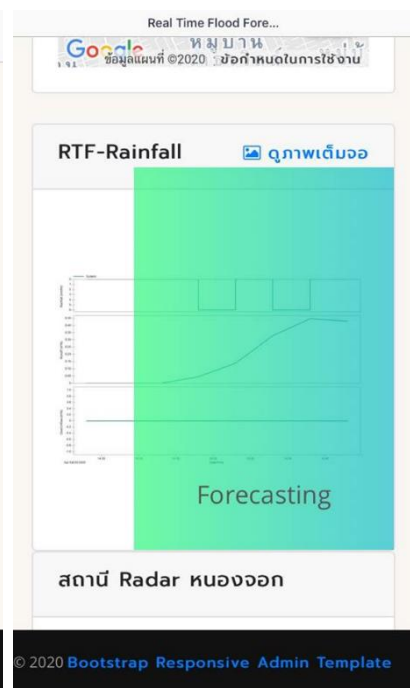 Real Time Flood Fore...
หมู่บ้าน
Google
ข้อมูลแผนที่ ©2020 ข้อกำหนดในการใช้งาน
RTF-Rainfall ดูภาพเต็มจอ
Forecasting
สถานี Radar หนองจอก
© 2020 Bootstrap Responsive Admin Template